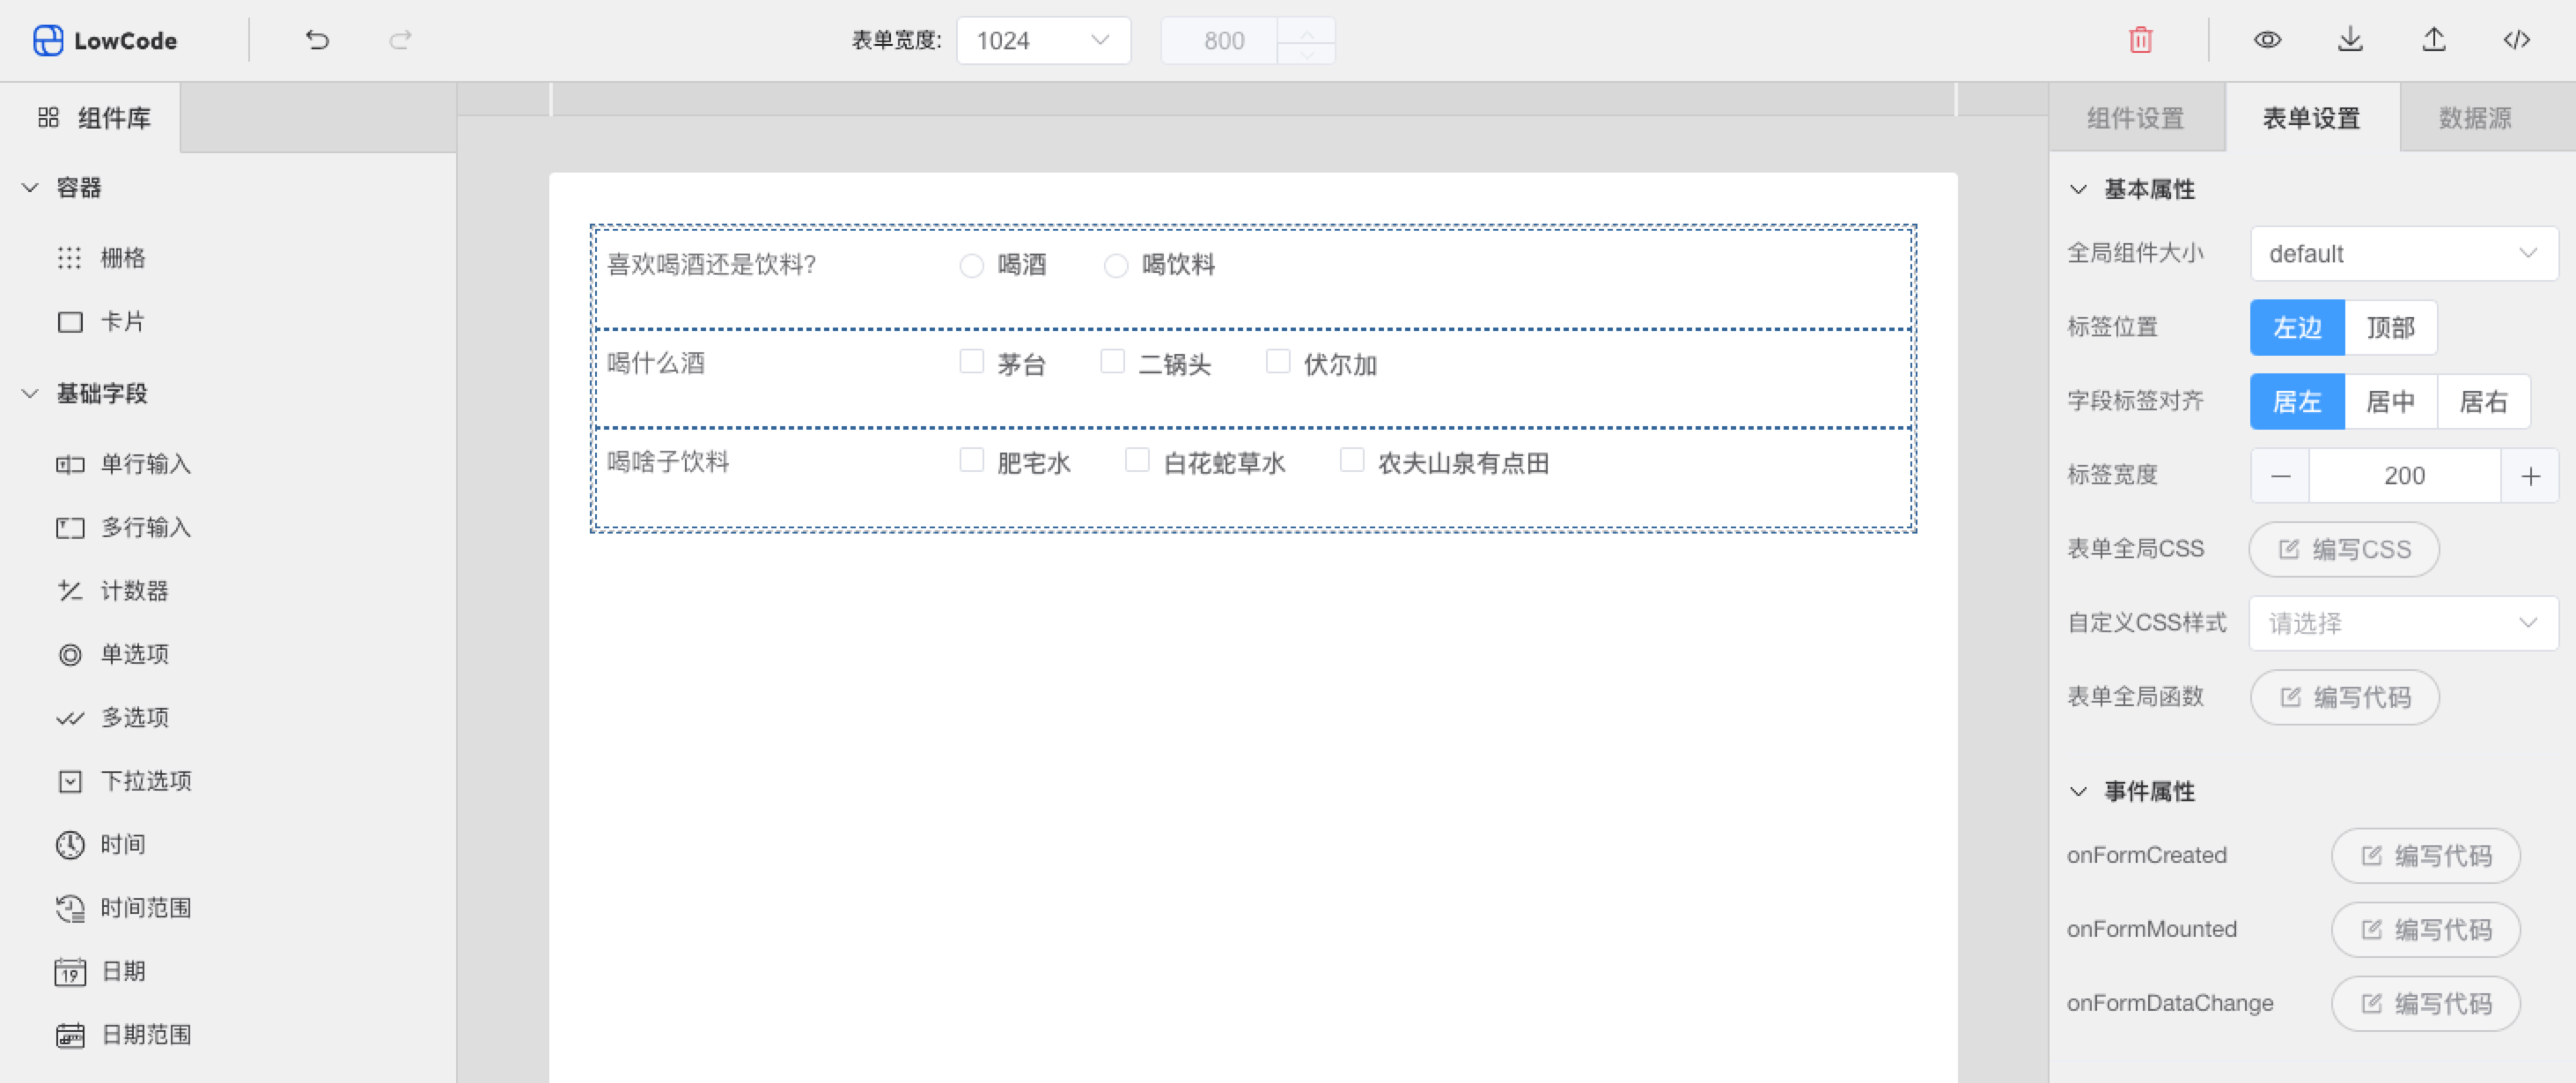 LowCode
表单宽度: 1024 800
组件库
容器
栅格
卡片
基础字段
单行输入
多行输入
计数器
单选项
多选项
下拉选项
时间
时间范围
19 日期
日期范围
喜欢喝酒还是饮料? 喝酒 喝饮料
喝什么酒 茅台 二锅头 伏尔加
喝啥子饮料 肥宅水 白花蛇草水 农夫山泉有点田
组件设置 表单设置 数据源
基本属性
全局组件大小 default
标签位置 左边 顶部
字段标签对齐 居左 居中 居右
标签宽度 — 200 +
表单全局CSS 编写CSS
自定义CSS样式 请选择
表单全局函数 编写代码
事件属性
onFormCreated 编写代码
onFormMounted 编写代码
onFormDataChange 编写代码